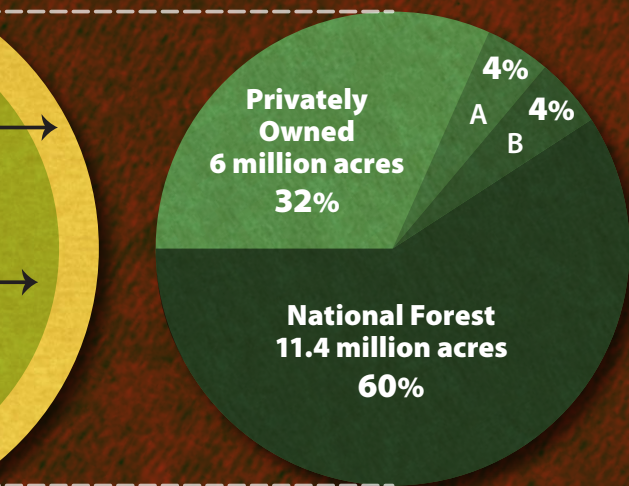 Privately
Owned
6 million acres
32%
4%
A
4%
B
National Forest
11.4 million acres
60%